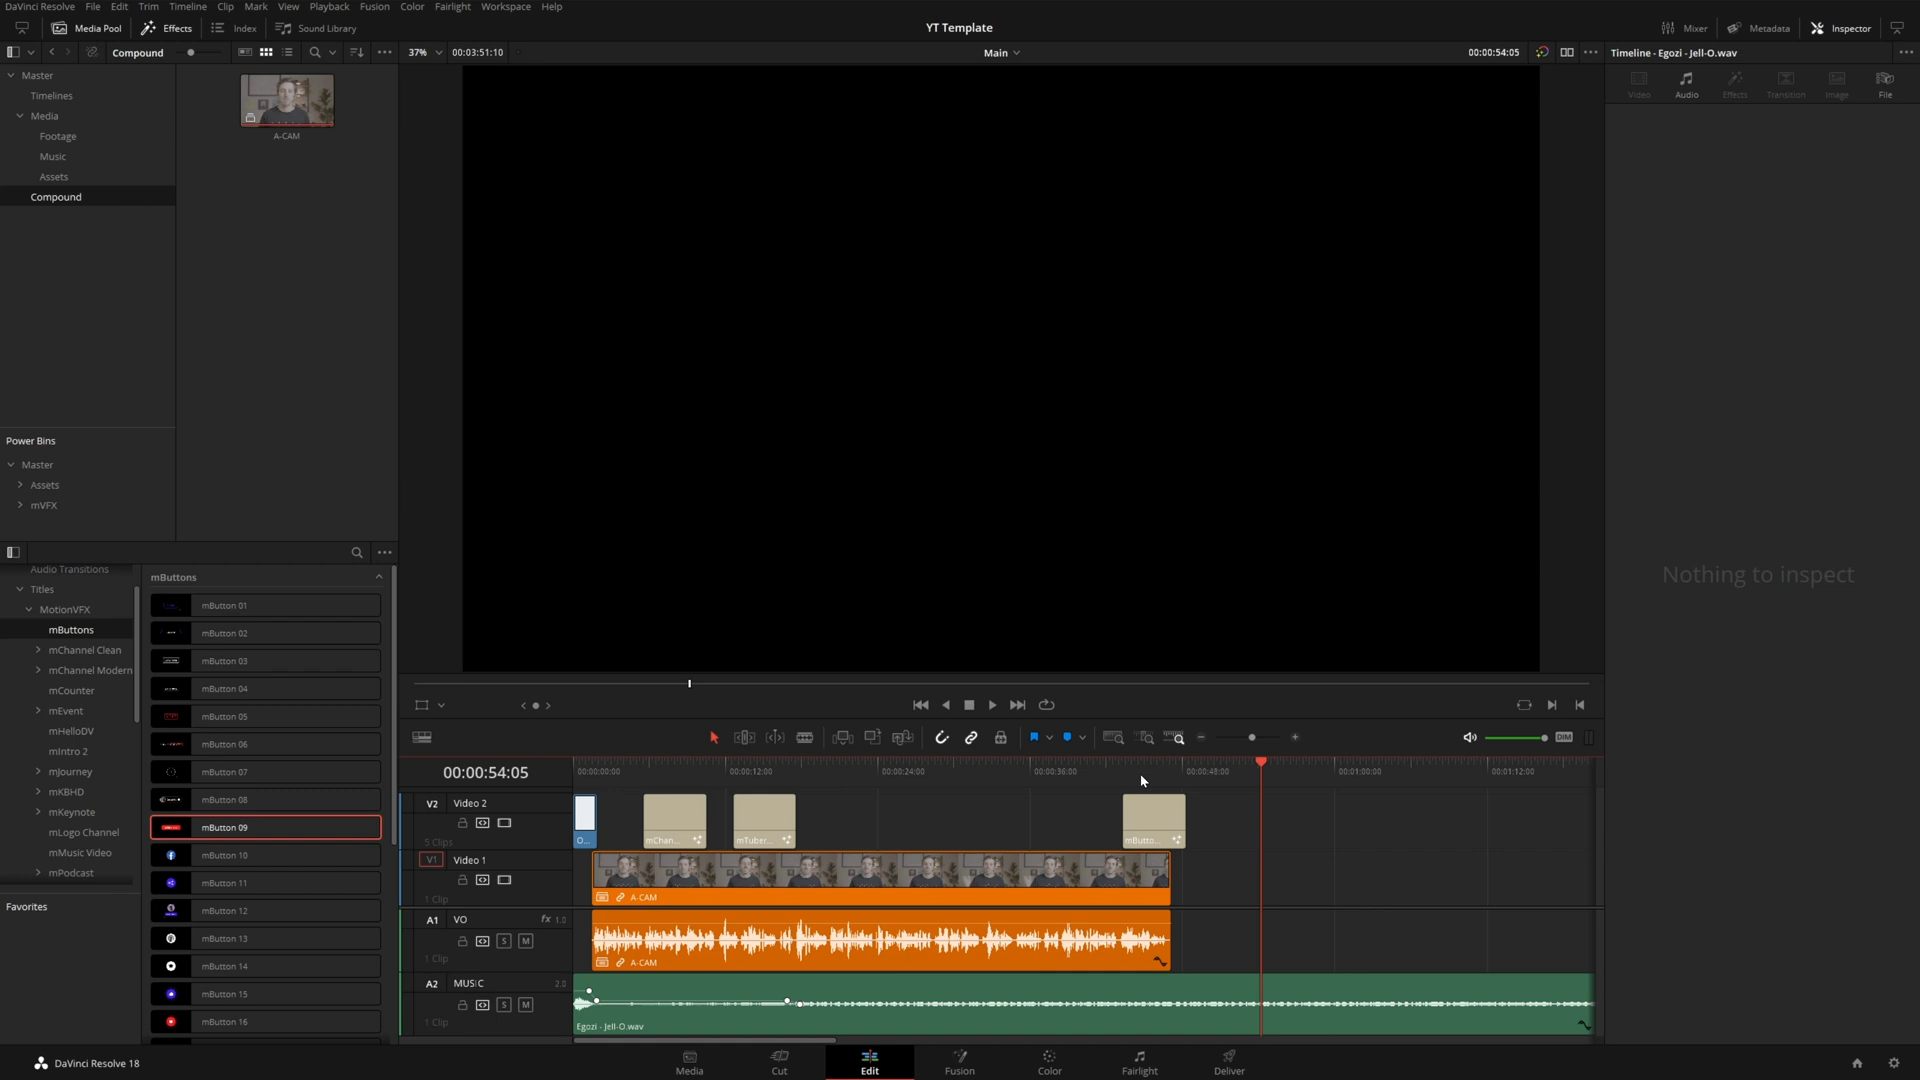 DaVinci Resolve File Edit Trim Timeline Clip Mark View Playback Fusion Color Fairlight Workspace Help
Media Pool Effects Index Sound Library YT Template Mixer Metadata Inspector
Compound 37% 00:03:51:10 Main 00:00:54:05 Timeline - Egozi - Jell-O.wav
Master
Timelines
Media
Footage
Music
Assets
Compound
A-CAM
Video Audio Effects Transition Image File
Nothing to inspect
Power Bins
Master
Assets
mVFX
Audio Transitions
Titles
MotionVFX
mButtons
mChannel Clean
mChannel Modern
mCounter
mEvent
mHelloDV
mIntro 2
mJourney
mKBHD
mKeynote
mLogo Channel
mMusic Video
mPodcast
Favorites
mButtons
mButton 01
mButton 02
mButton 03
mButton 04
mButton 05
mButton 06
mButton 07
mButton 08
mButton 09
mButton 10
mButton 11
mButton 12
mButton 13
mButton 14
mButton 15
mButton 16
DIM
00:00:54:05 00:00:00:00 00:00:12:00 00:00:24:00 00:00:36:00 00:00:48:00 00:01:00:00 00:01:12:00
V2 Video 2
5 Clips
O... mChan... mTuber... mButto...
V1 Video 1
1 Clip
A-CAM
A1 VO fx 1.0
S M
1 Clip
A-CAM
A2 MUSIC 2.0
S M
1 Clip
Egozi - Jell-O.wav
DaVinci Resolve 18
Media Cut Edit Fusion Color Fairlight Deliver